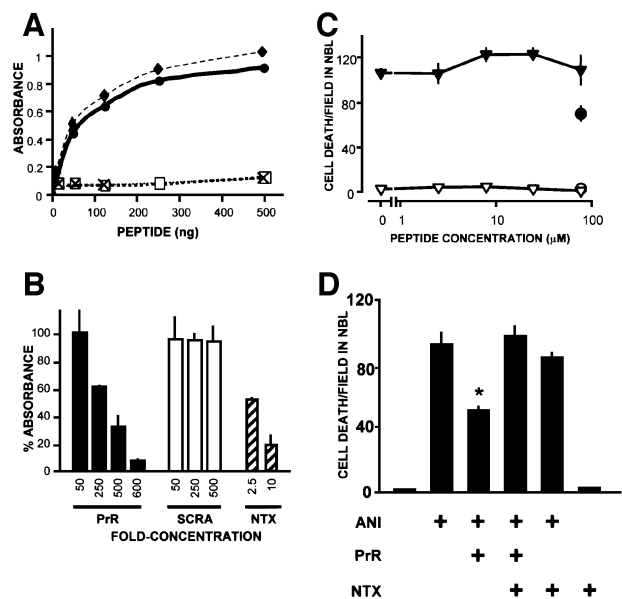 A
ABSORBANCE
1
0.8
0.6
0.4
0.2
0
0 100 200 300 400 500
PEPTIDE (ng)
C
CELL DEATH/FIELD IN NBL
120
80
40
0
0 1 10 100
PEPTIDE CONCENTRATION (µM)
B
% ABSORBANCE
100
80
60
40
20
0
50 250 500 600 50 250 500 2.5 10
PrR SCRA NTX
FOLD-CONCENTRATION
D
CELL DEATH/FIELD IN NBL
120
80
40
0
*
ANI + + + +
PrR + +
NTX + + +